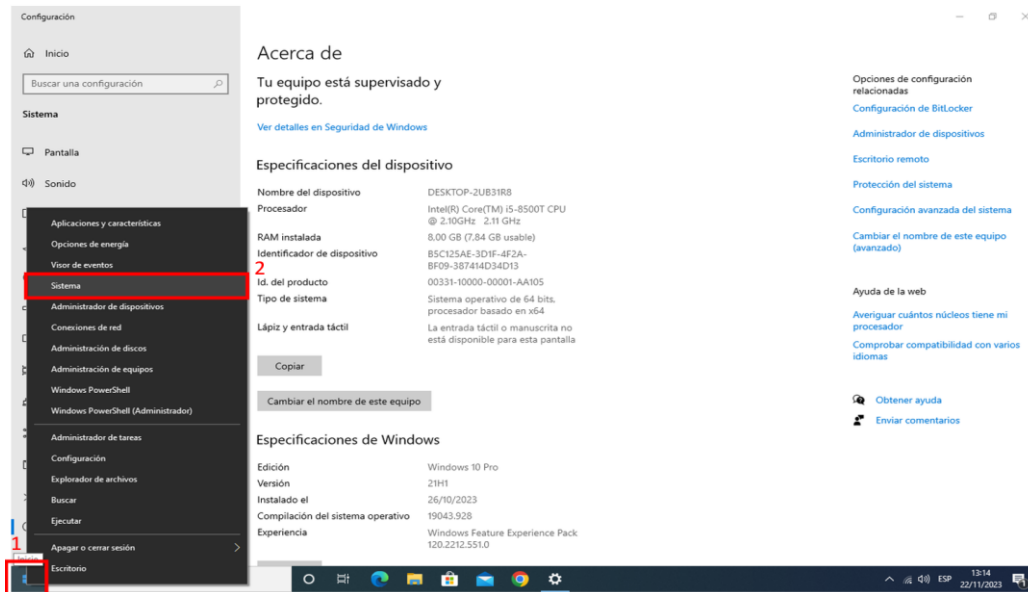 Configuración
Inicio
Buscar una configuración
Sistema
Pantalla
Sonido
Aplicaciones y características
Opciones de energía
Visor de eventos
2
Sistema
Administrador de dispositivos
Conexiones de red
Administración de discos
Administración de equipos
Windows PowerShell
Windows PowerShell (Administrador)
Administrador de tareas
Configuración
Explorador de archivos
Buscar
Ejecutar
Apagar o cerrar sesión
Escritorio
1
Acerca de
Tu equipo está supervisado y
protegido.
Ver detalles en Seguridad de Windows
Especificaciones del dispositivo
Nombre del dispositivo DESKTOP-2UB31R8
Procesador Intel(R) Core(TM) i5-8500T CPU
@ 2.10GHz 2.11 GHz
RAM instalada 8,00 GB (7,84 GB usable)
Identificador de dispositivo B5C125AE-3D1F-4F2A-
BF09-387414D34D13
Id. del producto 00331-10000-00001-AA105
Tipo de sistema Sistema operativo de 64 bits,
procesador basado en x64
Lápiz y entrada táctil La entrada táctil o manuscrita no
está disponible para esta pantalla
Copiar
Cambiar el nombre de este equipo
Especificaciones de Windows
Edición Windows 10 Pro
Versión 21H1
Instalado el 26/10/2023
Compilación del sistema operativo 19043.928
Experiencia Windows Feature Experience Pack
120.2212.551.0
Opciones de configuración
relacionadas
Configuración de BitLocker
Administrador de dispositivos
Escritorio remoto
Protección del sistema
Configuración avanzada del sistema
Cambiar el nombre de este equipo
(avanzado)
Ayuda de la web
Averiguar cuántos núcleos tiene mi
procesador
Comprobar compatibilidad con varios
idiomas
Obtener ayuda
Enviar comentarios
ESP
13:14
22/11/2023